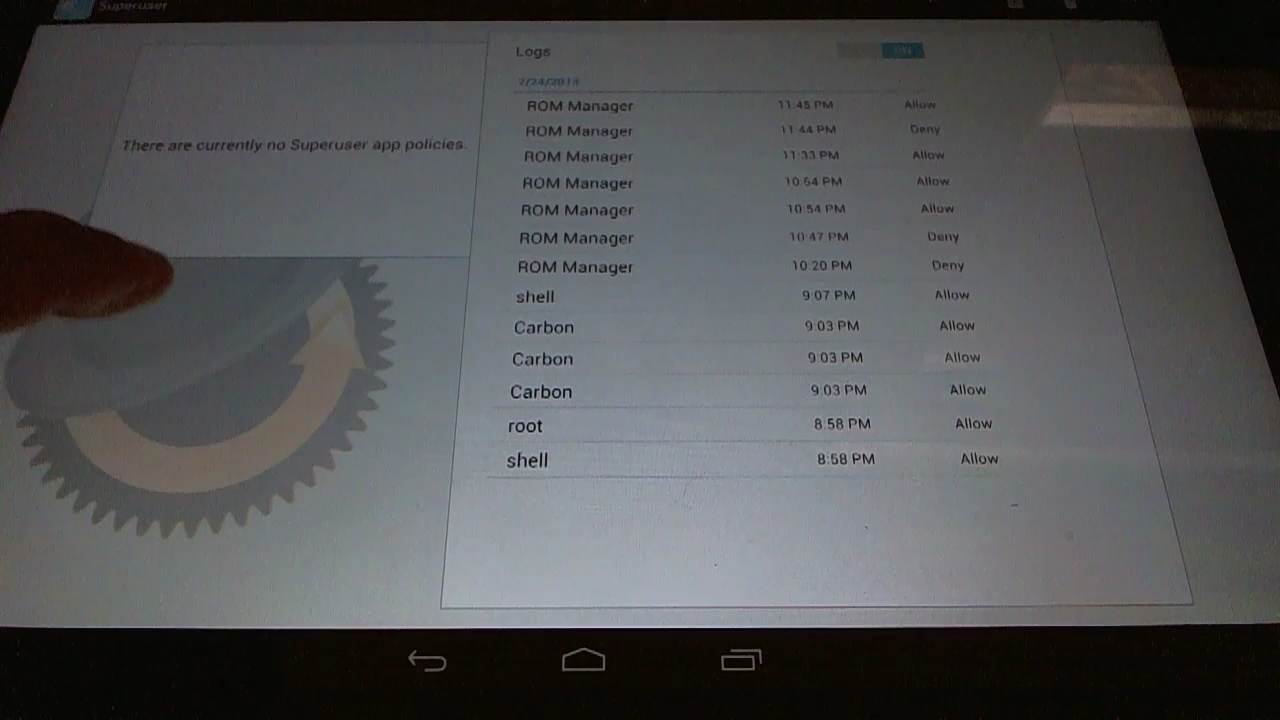 Superuser
There are currently no Superuser app policies.
Logs ON
2/24/2013
ROM Manager 11:45 PM Allow
ROM Manager 11:44 PM Deny
ROM Manager 11:33 PM Allow
ROM Manager 10:54 PM Allow
ROM Manager 10:54 PM Allow
ROM Manager 10:47 PM Deny
ROM Manager 10:20 PM Deny
shell 9:07 PM Allow
Carbon 9:03 PM Allow
Carbon 9:03 PM Allow
Carbon 9:03 PM Allow
root 8:58 PM Allow
shell 8:58 PM Allow